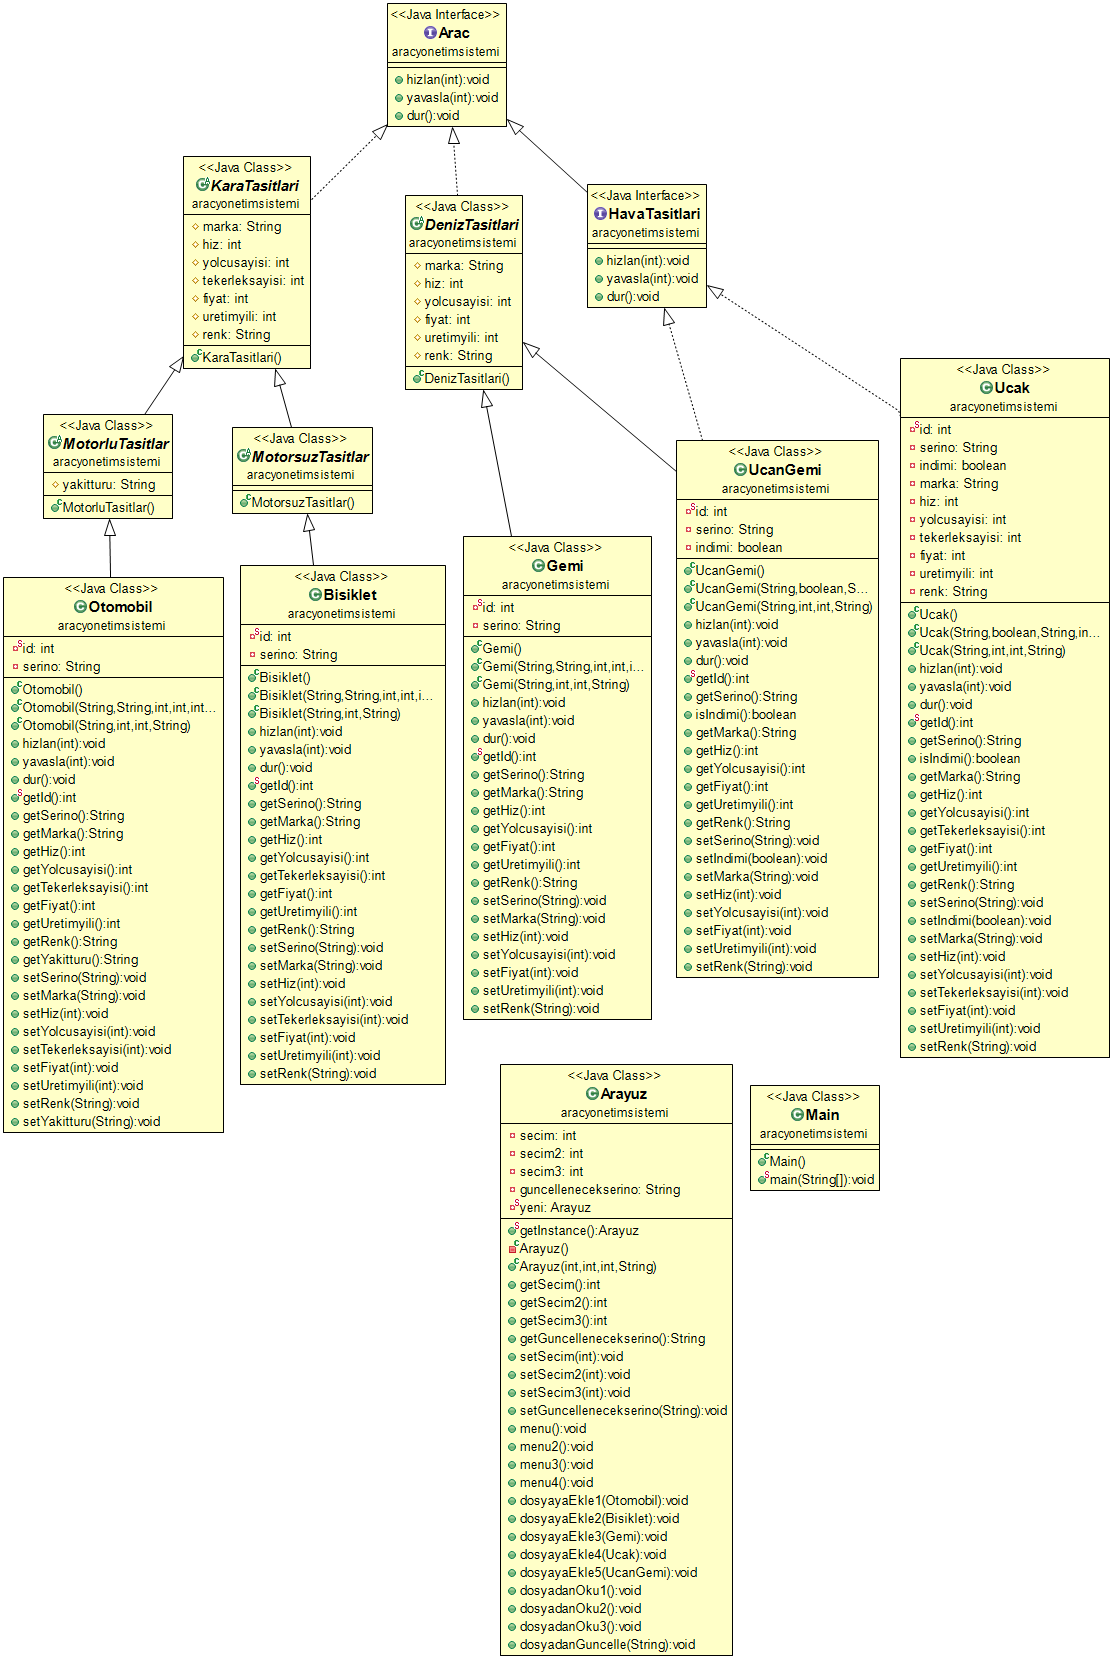 <<Java Interface>>
Arac
aracyonetimsistemi
hizlan(int):void
yavasla(int):void
dur():void
<<Java Class>>
KaraTasitlari
aracyonetimsistemi
marka: String
hiz: int
yolcusayisi: int
tekerleksayisi: int
fiyat: int
uretimyili: int
renk: String
KaraTasitlari()
<<Java Class>>
DenizTasitlari
aracyonetimsistemi
marka: String
hiz: int
yolcusayisi: int
fiyat: int
uretimyili: int
renk: String
DenizTasitlari()
<<Java Interface>>
HavaTasitlari
aracyonetimsistemi
hizlan(int):void
yavasla(int):void
dur():void
<<Java Class>>
MotorluTasitlar
aracyonetimsistemi
yakitturu: String
MotorluTasitlar()
<<Java Class>>
MotorsuzTasitlar
aracyonetimsistemi
MotorsuzTasitlar()
<<Java Class>>
Otomobil
aracyonetimsistemi
id: int
serino: String
Otomobil()
Otomobil(String,String,int,int,int...
Otomobil(String,int,int,String)
hizlan(int):void
yavasla(int):void
dur():void
getId():int
getSerino():String
getMarka():String
getHiz():int
getYolcusayisi():int
getTekerleksayisi():int
getFiyat():int
getUretimyili():int
getRenk():String
getYakitturu():String
setSerino(String):void
setMarka(String):void
setHiz(int):void
setYolcusayisi(int):void
setTekerleksayisi(int):void
setFiyat(int):void
setUretimyili(int):void
setRenk(String):void
setYakitturu(String):void
<<Java Class>>
Bisiklet
aracyonetimsistemi
id: int
serino: String
Bisiklet()
Bisiklet(String,String,int,int,i...
Bisiklet(String,int,String)
hizlan(int):void
yavasla(int):void
dur():void
getId():int
getSerino():String
getMarka():String
getHiz():int
getYolcusayisi():int
getTekerleksayisi():int
getFiyat():int
getUretimyili():int
getRenk():String
setSerino(String):void
setMarka(String):void
setHiz(int):void
setYolcusayisi(int):void
setTekerleksayisi(int):void
setFiyat(int):void
setUretimyili(int):void
setRenk(String):void
<<Java Class>>
Gemi
aracyonetimsistemi
id: int
serino: String
Gemi()
Gemi(String,String,int,int,i...
Gemi(String,int,int,String)
hizlan(int):void
yavasla(int):void
dur():void
getId():int
getSerino():String
getMarka():String
getHiz():int
getYolcusayisi():int
getFiyat():int
getUretimyili():int
getRenk():String
setSerino(String):void
setMarka(String):void
setHiz(int):void
setYolcusayisi(int):void
setFiyat(int):void
setUretimyili(int):void
setRenk(String):void
<<Java Class>>
UcanGemi
aracyonetimsistemi
id: int
serino: String
indimi: boolean
UcanGemi()
UcanGemi(String,boolean,S...
UcanGemi(String,int,int,String)
hizlan(int):void
yavasla(int):void
dur():void
getId():int
getSerino():String
isIndimi():boolean
getMarka():String
getHiz():int
getYolcusayisi():int
getFiyat():int
getUretimyili():int
getRenk():String
setSerino(String):void
setIndimi(boolean):void
setMarka(String):void
setHiz(int):void
setYolcusayisi(int):void
setFiyat(int):void
setUretimyili(int):void
setRenk(String):void
<<Java Class>>
Ucak
aracyonetimsistemi
id: int
serino: String
indimi: boolean
marka: String
hiz: int
yolcusayisi: int
tekerleksayisi: int
fiyat: int
uretimyili: int
renk: String
Ucak()
Ucak(String,boolean,String,in...
Ucak(String,int,int,String)
hizlan(int):void
yavasla(int):void
dur():void
getId():int
getSerino():String
isIndimi():boolean
getMarka():String
getHiz():int
getYolcusayisi():int
getTekerleksayisi():int
getFiyat():int
getUretimyili():int
getRenk():String
setSerino(String):void
setIndimi(boolean):void
setMarka(String):void
setHiz(int):void
setYolcusayisi(int):void
setTekerleksayisi(int):void
setFiyat(int):void
setUretimyili(int):void
setRenk(String):void
<<Java Class>>
Arayuz
aracyonetimsistemi
secim: int
secim2: int
secim3: int
guncellenecekserino: String
yeni: Arayuz
getInstance():Arayuz
Arayuz()
Arayuz(int,int,int,String)
getSecim():int
getSecim2():int
getSecim3():int
getGuncellenecekserino():String
setSecim(int):void
setSecim2(int):void
setSecim3(int):void
setGuncellenecekserino(String):void
menu():void
menu2():void
menu3():void
menu4():void
dosyayaEkle1(Otomobil):void
dosyayaEkle2(Bisiklet):void
dosyayaEkle3(Gemi):void
dosyayaEkle4(Ucak):void
dosyayaEkle5(UcanGemi):void
dosyadanOku1():void
dosyadanOku2():void
dosyadanOku3():void
dosyadanGuncelle(String):void
<<Java Class>>
Main
aracyonetimsistemi
Main()
main(String[]):void